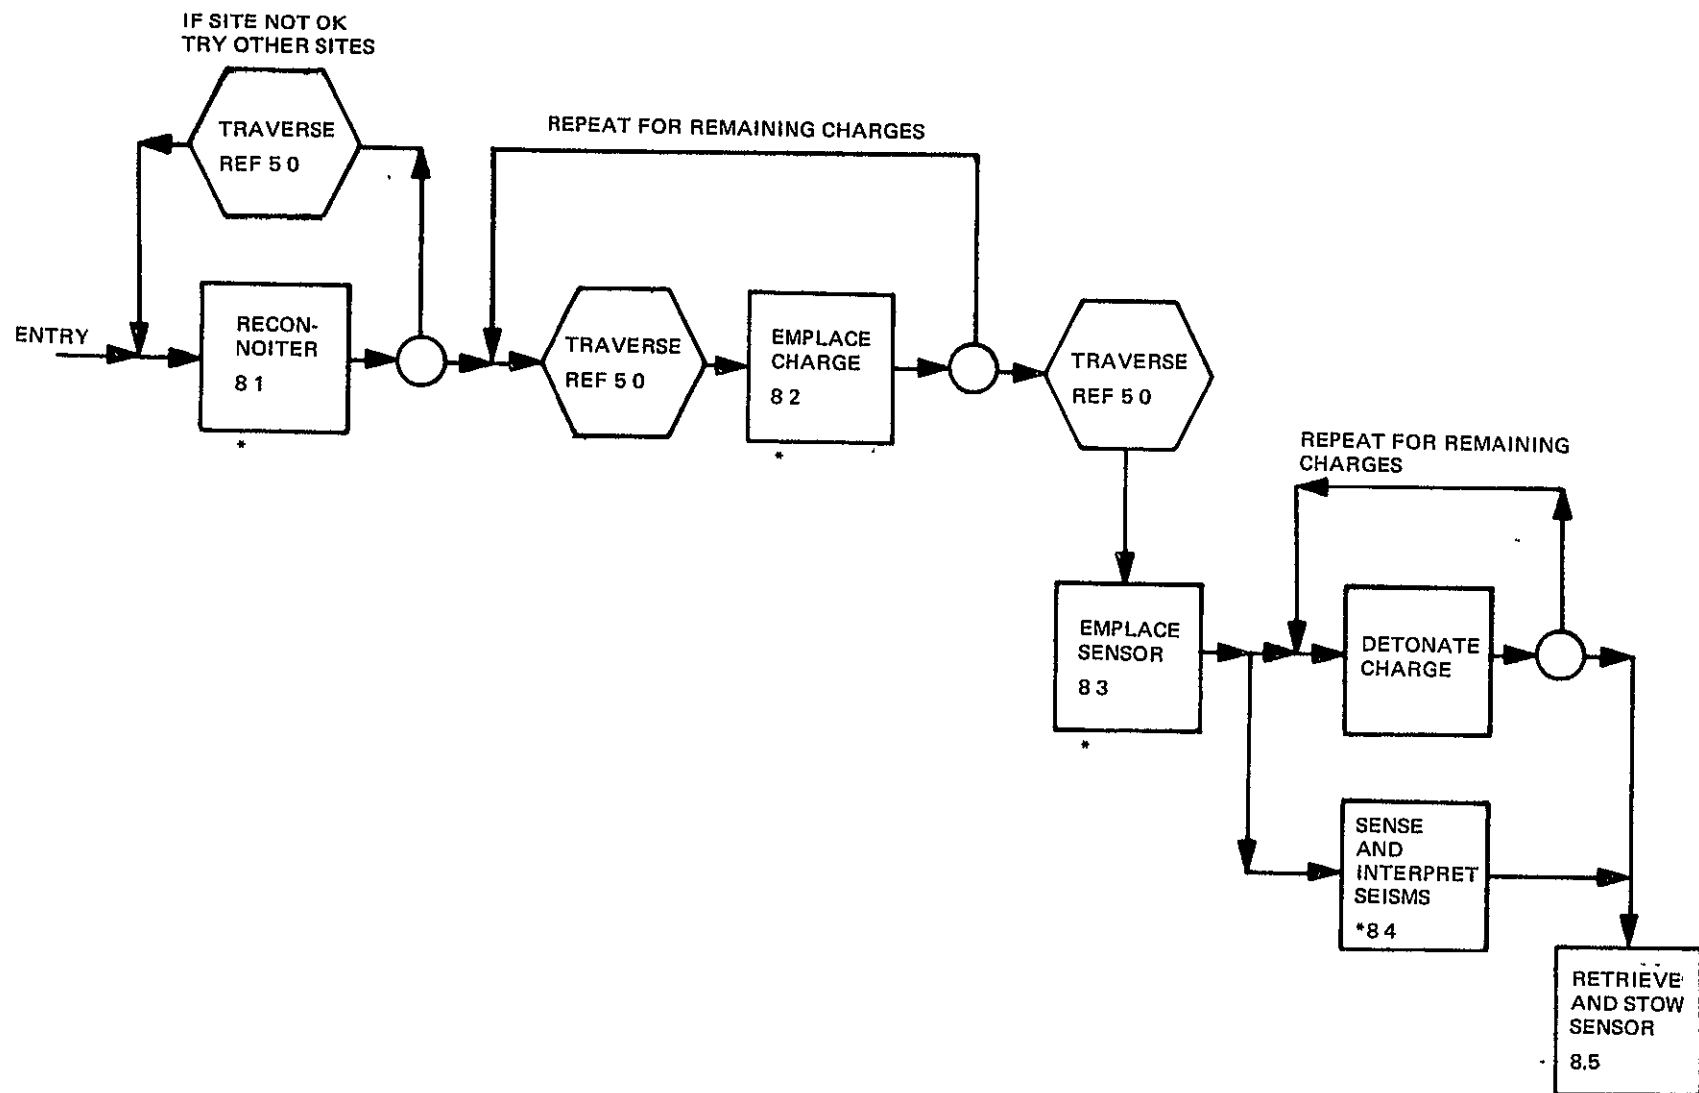 IF SITE NOT OK
TRY OTHER SITES
TRAVERSE
REF 5 0
REPEAT FOR REMAINING CHARGES
ENTRY
RECON-
NOITER
8 1
*
TRAVERSE
REF 5 0
EMPLACE
CHARGE
8 2
*
TRAVERSE
REF 5 0
REPEAT FOR REMAINING
CHARGES
EMPLACE
SENSOR
8 3
*
DETONATE
CHARGE
SENSE
AND
INTERPRET
SEISMS
*8 4
RETRIEVE
AND STOW
SENSOR
8.5